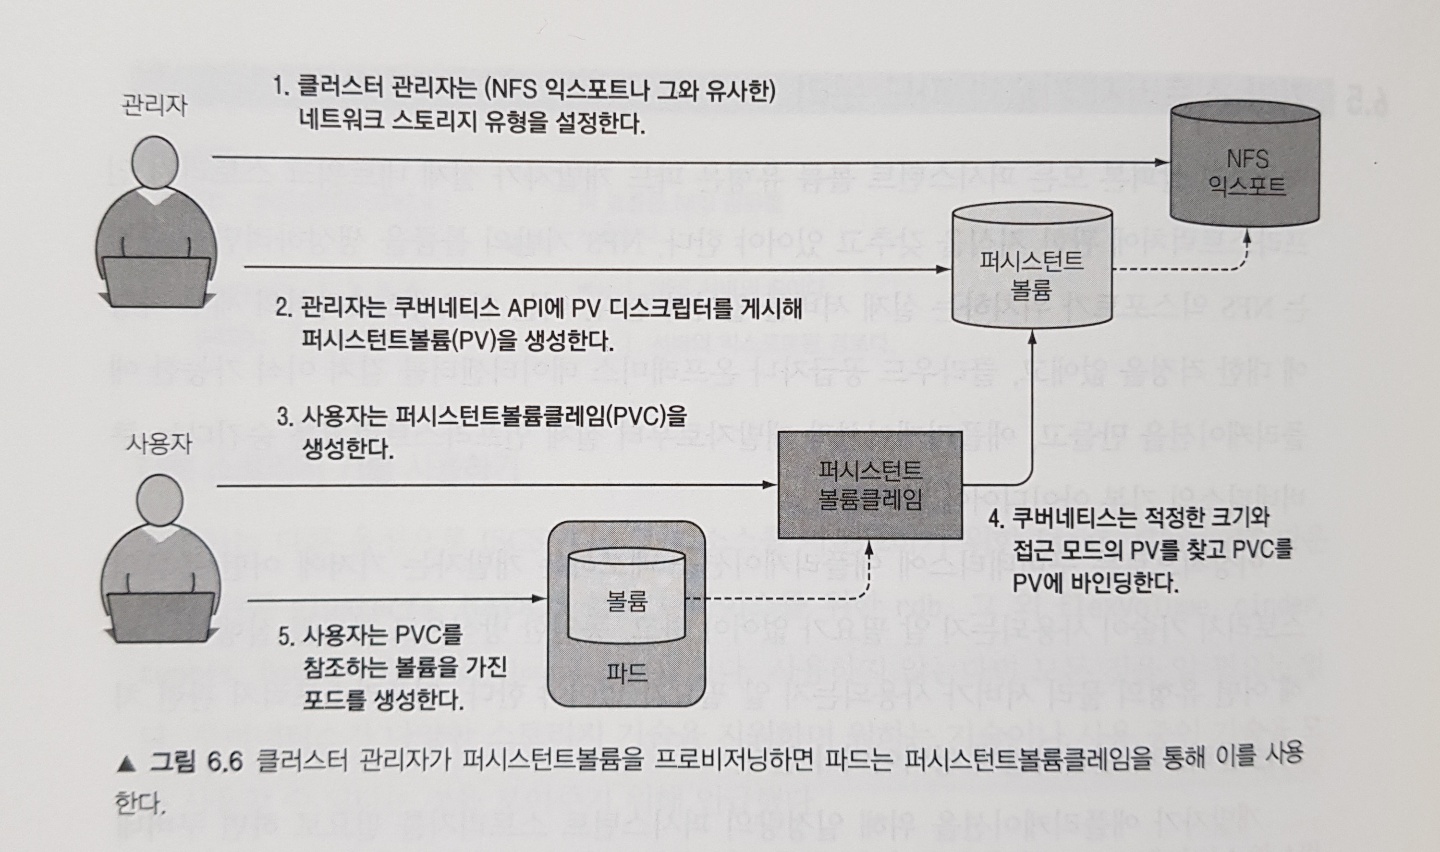 관리자
1. 클러스터 관리자는 (NFS 익스포트나 그와 유사한)
네트워크 스토리지 유형을 설정한다.
NFS
익스포트
퍼시스턴트
볼륨
2. 관리자는 쿠버네티스 API에 PV 디스크립터를 게시해
퍼시스턴트볼륨(PV)을 생성한다.
3. 사용자는 퍼시스턴트볼륨클레임(PVC)을
생성한다.
사용자
퍼시스턴트
볼륨클레임
4. 쿠버네티스는 적정한 크기와
접근 모드의 PV를 찾고 PVC를
PV에 바인딩한다.
볼륨
파드
5. 사용자는 PVC를
참조하는 볼륨을 가진
포드를 생성한다.
▲ 그림 6.6 클러스터 관리자가 퍼시스턴트볼륨을 프로비저닝하면 파드는 퍼시스턴트볼륨클레임을 통해 이를 사용
한다.